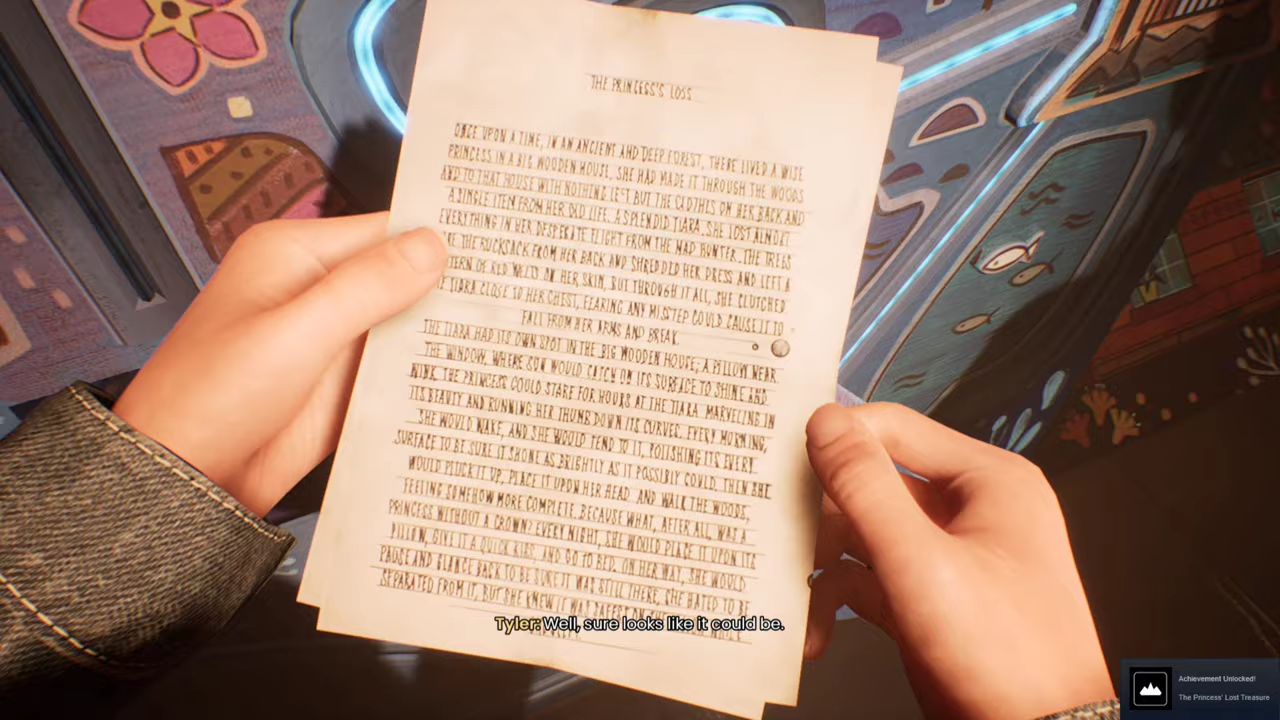 THE PRINCESS'S LOSS
ONCE UPON A TIME, IN AN ANCIENT AND DEEP FOREST, THERE LIVED A WISE
PRINCESS IN A BIG WOODEN HOUSE. SHE HAD MADE IT THROUGH THE WOODS
AND TO THAT HOUSE WITH NOTHING LEFT BUT THE CLOTHES ON HER BACK AND
A SINGLE ITEM FROM HER OLD LIFE. A SPLENDID TIARA. SHE LOST ALMOST
EVERYTHING IN HER DESPERATE FLIGHT FROM THE MAD HUNTER. THE TREES
THE RUCKSACK FROM HER BACK AND SHREDDED HER DRESS AND LEFT A
OF RED WELTS ON HER SKIN, BUT THROUGH IT ALL, SHE CLUTCHED
TIARA CLOSE TO HER CHEST, FEARING ANY MISSTEP COULD CAUSE IT TO
FALL FROM HER ARMS AND BREAK.
THE TIARA HAD ITS OWN SPOT IN THE BIG WOODEN HOUSE; A PILLOW NEAR
THE WINDOW, WHERE SUN WOULD CATCH ON ITS SURFACE TO SHINE AND
WINK. THE PRINCESS COULD STARE FOR HOURS AT THE TIARA, MARVELING IN
ITS BEAUTY AND RUNNING HER THUMB DOWN ITS CURVES. EVERY MORNING,
SHE WOULD WAKE, AND SHE WOULD TEND TO IT, POLISHING ITS EVERY
SURFACE TO BE SURE IT SHONE AS BRIGHTLY AS IT POSSIBLY COULD. THEN SHE
WOULD PLUCK IT UP, PLACE IT UPON HER HEAD, AND WALK THE WOODS,
FEELING SOMEHOW MORE COMPLETE. BECAUSE WHAT, AFTER ALL, WAS A
PRINCESS WITHOUT A CROWN? EVERY NIGHT, SHE WOULD PLACE IT UPON ITS
PILLOW, GIVE IT A QUICK KISS, AND GO TO BED. ON HER WAY, SHE WOULD
PAUSE AND GLANCE BACK TO BE SURE IT WAS STILL THERE. SHE HATED TO BE
SEPARATED FROM IT, BUT SHE KNEW IT WAS SAFEST ON
Tyler: Well, sure looks like it could be.
Achievement Unlocked!
The Princess' Lost Treasure